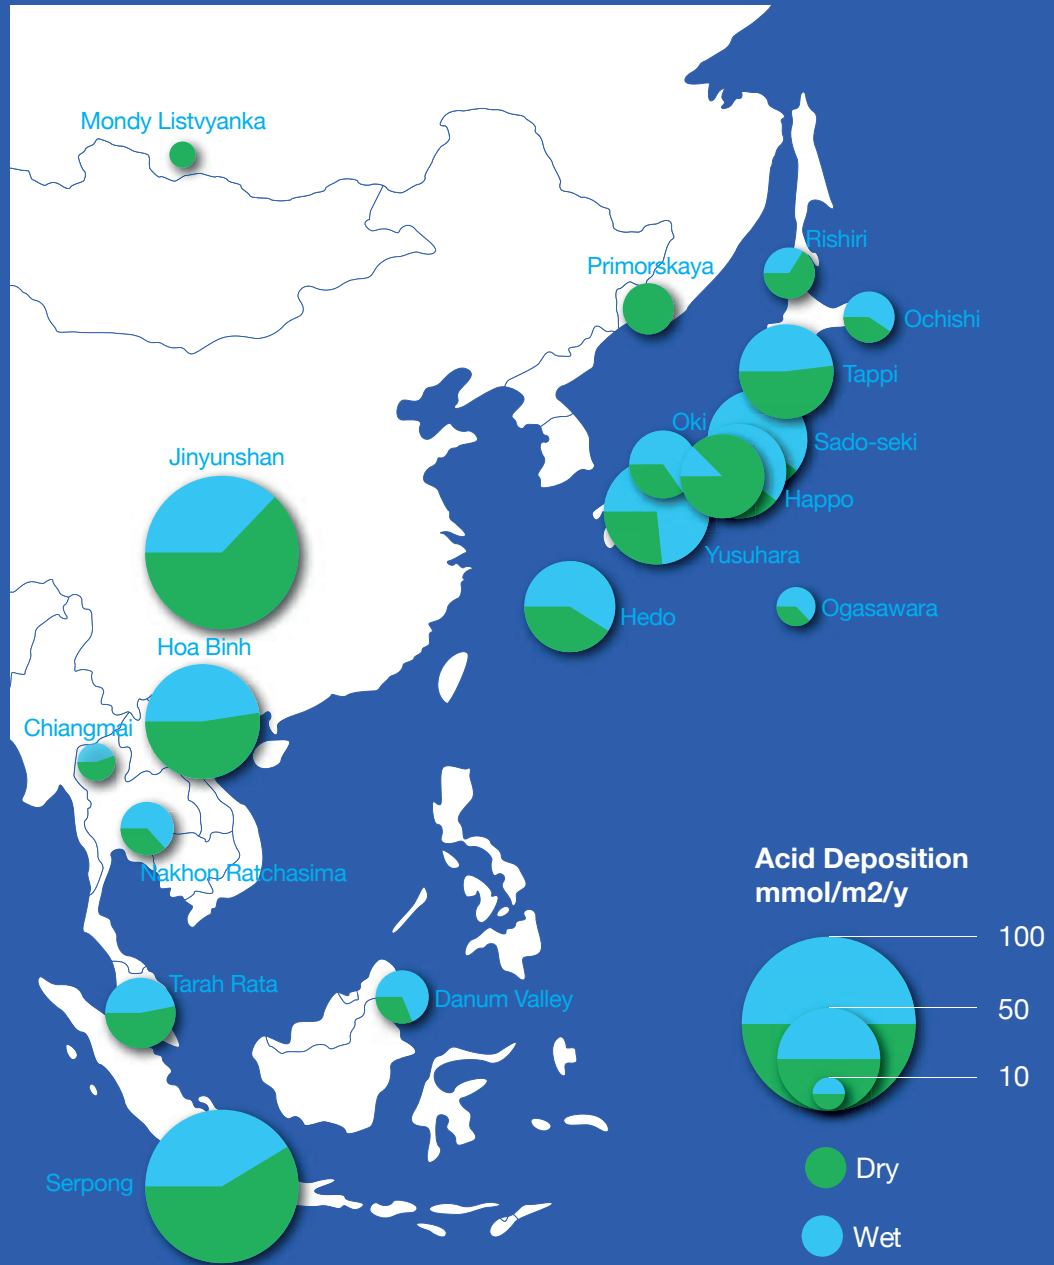 Mondy Listvyanka
Rishiri
Primorskaya
Ochishi
Tappi
Oki
Sado-seki
Jinyunshan
Happo
Yusuhara
Ogasawara
Hedo
Hoa Binh
Chiangmai
Nakhon Ratchasima
Acid Deposition
mmol/m2/y
100
50
10
Tarah Rata
Danum Valley
Dry
Serpong
Wet